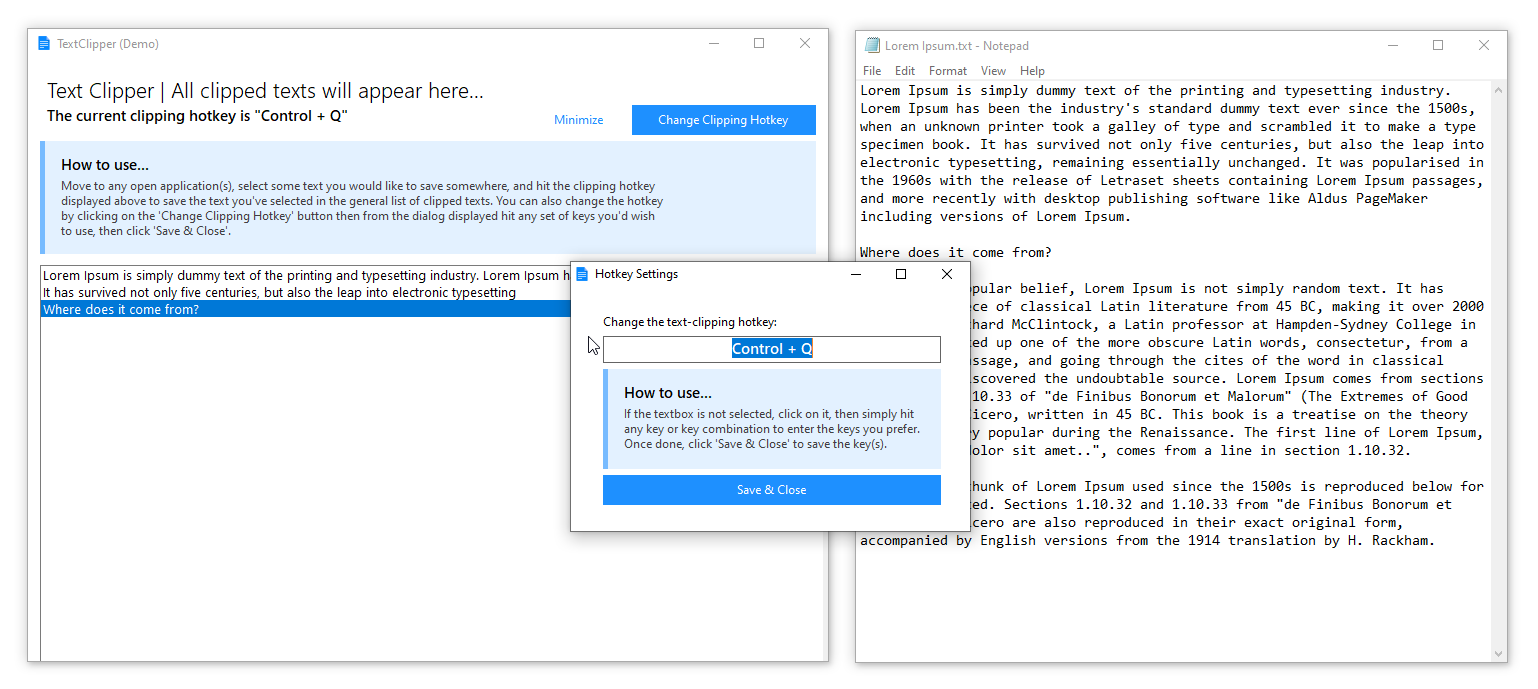 TextClipper (Demo)
Text Clipper | All clipped texts will appear here...
The current clipping hotkey is "Control + Q"
Minimize
Change Clipping Hotkey
How to use...
Move to any open application(s), select some text you would like to save somewhere, and hit the clipping hotkey
displayed above to save the text you've selected in the general list of clipped texts. You can also change the hotkey
by clicking on the 'Change Clipping Hotkey' button then from the dialog displayed hit any set of keys you'd wish
to use, then click 'Save & Close'.
Lorem Ipsum is simply dummy text of the printing and typesetting industry. Lorem Ipsum h
It has survived not only five centuries, but also the leap into electronic typesetting
Where does it come from?
Hotkey Settings
Change the text-clipping hotkey:
Control + Q
How to use...
If the textbox is not selected, click on it, then simply hit
any key or key combination to enter the keys you prefer.
Once done, click 'Save & Close' to save the key(s).
Save & Close
Lorem Ipsum.txt - Notepad
File Edit Format View Help
Lorem Ipsum is simply dummy text of the printing and typesetting industry.
Lorem Ipsum has been the industry's standard dummy text ever since the 1500s,
when an unknown printer took a galley of type and scrambled it to make a type
specimen book. It has survived not only five centuries, but also the leap into
electronic typesetting, remaining essentially unchanged. It was popularised in
the 1960s with the release of Letraset sheets containing Lorem Ipsum passages,
and more recently with desktop publishing software like Aldus PageMaker
including versions of Lorem Ipsum.
Where does it come from?
pular belief, Lorem Ipsum is not simply random text. It has
ece of classical Latin literature from 45 BC, making it over 2000
hard McClintock, a Latin professor at Hampden-Sydney College in
ed up one of the more obscure Latin words, consectetur, from a
ssage, and going through the cites of the word in classical
scovered the undoubtable source. Lorem Ipsum comes from sections
10.33 of "de Finibus Bonorum et Malorum" (The Extremes of Good
icero, written in 45 BC. This book is a treatise on the theory
y popular during the Renaissance. The first line of Lorem Ipsum,
dolor sit amet..", comes from a line in section 1.10.32.
hunk of Lorem Ipsum used since the 1500s is reproduced below for
ed. Sections 1.10.32 and 1.10.33 from "de Finibus Bonorum et
cero are also reproduced in their exact original form,
accompanied by English versions from the 1914 translation by H. Rackham.